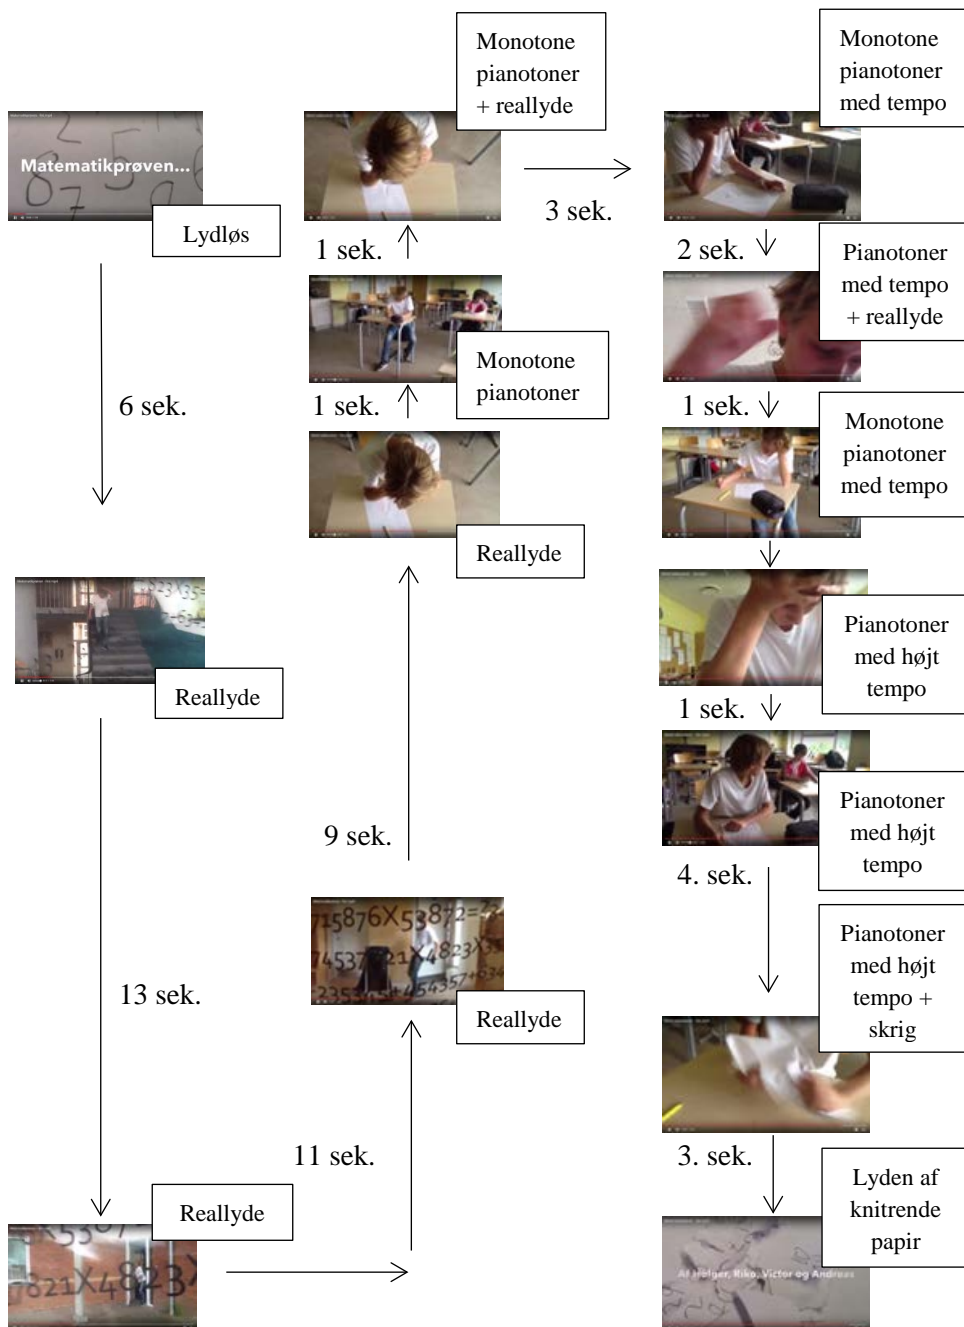 Matematikprøven...
Lydløs
6 sek.
Reallyde
13 sek.
Reallyde
821X4823X
11 sek.
715876X53872=
Reallyde
9 sek.
Reallyde
1 sek.
Monotone
pianotoner
1 sek.
Monotone
pianotoner
+ reallyde
3 sek.
Monotone
pianotoner
med tempo
2 sek.
Pianotoner
med tempo
+ reallyde
1 sek.
Monotone
pianotoner
med tempo
Pianotoner
med højt
tempo
1 sek.
Pianotoner
med højt
tempo
4. sek.
Pianotoner
med højt
tempo +
skrig
3. sek.
Lyden af
knitrende
papir
Af Holger, Riko, Victor og Andreas